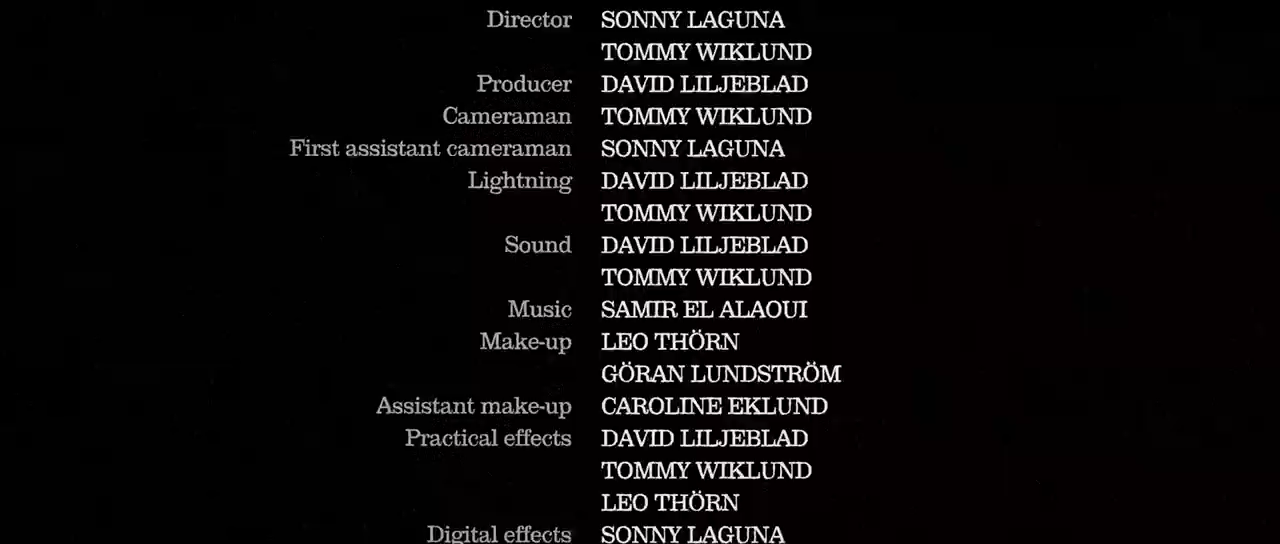 Director SONNY LAGUNA
TOMMY WIKLUND
Producer DAVID LILJEBLAD
Cameraman TOMMY WIKLUND
First assistant cameraman SONNY LAGUNA
Lightning DAVID LILJEBLAD
TOMMY WIKLUND
Sound DAVID LILJEBLAD
TOMMY WIKLUND
Music SAMIR EL ALAOUI
Make-up LEO THÖRN
GÖRAN LUNDSTRÖM
Assistant make-up CAROLINE EKLUND
Practical effects DAVID LILJEBLAD
TOMMY WIKLUND
LEO THÖRN
Digital effects SONNY LAGUNA